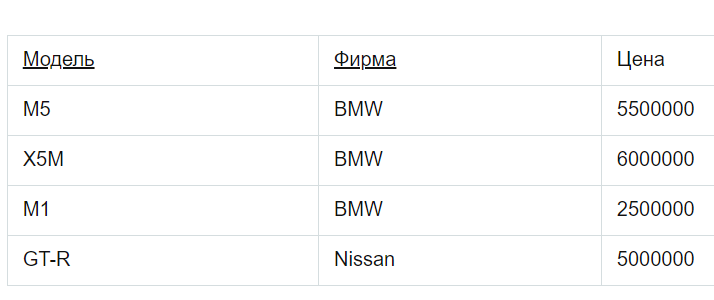 Модель Фирма Цена
M5 BMW 5500000
X5M BMW 6000000
M1 BMW 2500000
GT-R Nissan 5000000